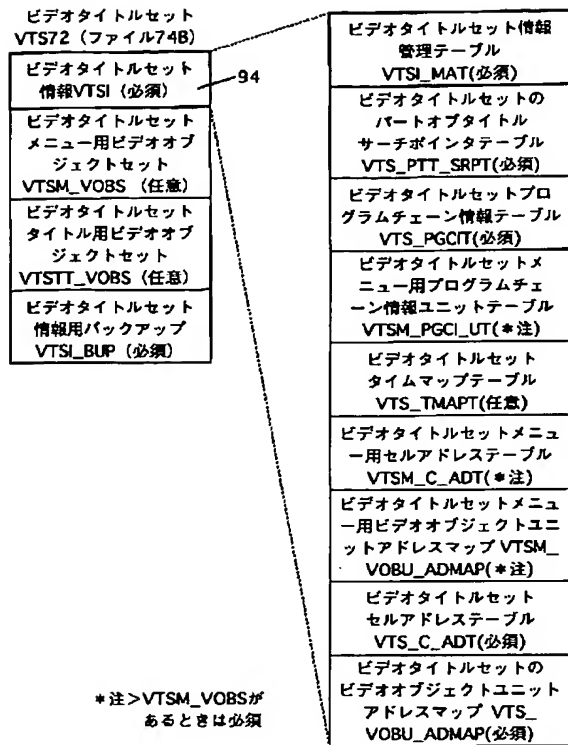 ビデオタイトルセット
VTS72(ファイル74B)
ビデオタイトルセット
情報VTSI(必須)
94
ビデオタイトルセット
メニュー用ビデオオブ
ジェクトセット
VTSM_VOBS(任意)
ビデオタイトルセット
タイトル用ビデオオブ
ジェクトセット
VTSTT_VOBS(任意)
ビデオタイトルセット
情報用バックアップ
VTSI_BUP(必須)
ビデオタイトルセット情報
管理テーブル
VTSI_MAT(必須)
ビデオタイトルセットの
パートオブタイトル
サーチポインタテーブル
VTS_PTT_SRPT(必須)
ビデオタイトルセットプロ
グラムチェーン情報テーブル
VTS_PGCIT(必須)
ビデオタイトルセットメ
ニュー用プログラムチェ
ーン情報ユニットテーブル
VTSM_PGCI_UT(*注)
ビデオタイトルセット
タイムマップテーブル
VTS_TMAPT(任意)
ビデオタイトルセットメニュ
ー用セルアドレステーブル
VTSM_C_ADT(*注)
ビデオタイトルセットメニュ
ー用ビデオオブジェクトユニ
ットアドレスマップ VTSM_
VOBU_ADMAP(*注)
ビデオタイトルセット
セルアドレステーブル
VTS_C_ADT(必須)
ビデオタイトルセットの
ビデオオブジェクトユニット
アドレスマップ VTS_
VOBU_ADMAP(必須)
*注>VTSM_VOBSが
あるときは必須